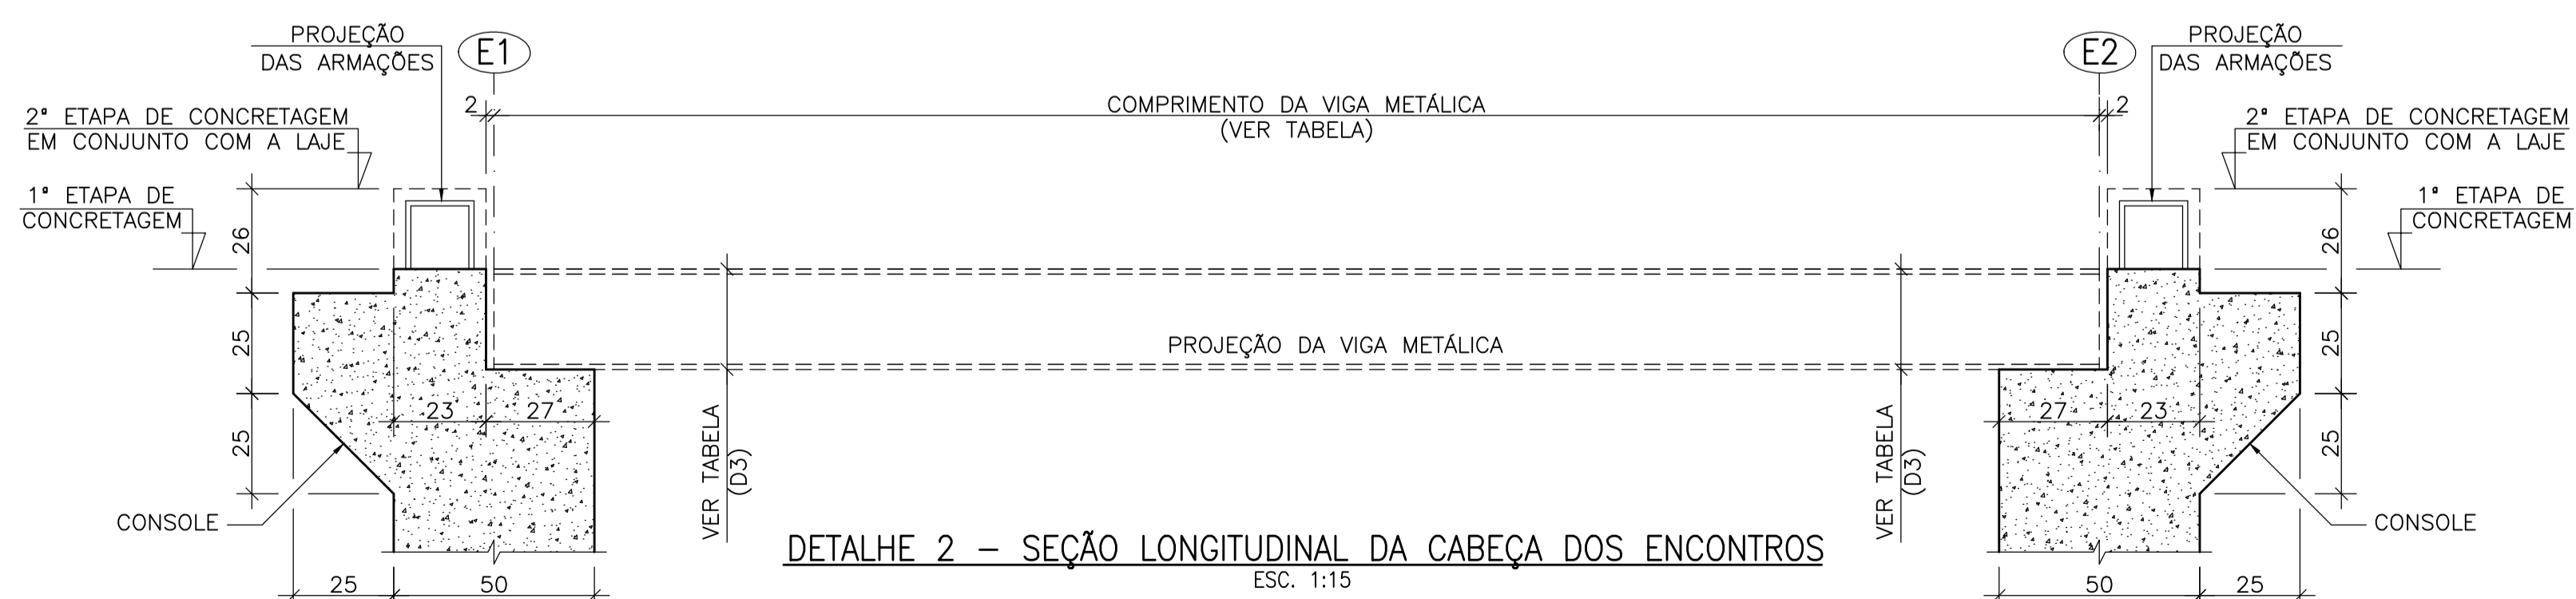 PROJEÇÃO
DAS ARMAÇÕES
E1
E2
PROJEÇÃO
DAS ARMAÇÕES
2
COMPRIMENTO DA VIGA METÁLICA
(VER TABELA)
2
2ª ETAPA DE CONCRETAGEM
EM CONJUNTO COM A LAJE
2ª ETAPA DE CONCRETAGEM
EM CONJUNTO COM A LAJE
1ª ETAPA DE
CONCRETAGEM
1ª ETAPA DE
CONCRETAGEM
26
26
25
PROJEÇÃO DA VIGA METÁLICA
25
23
27
27
23
25
VER TABELA
(D3)
VER TABELA
(D3)
25
CONSOLE
CONSOLE
DETALHE 2 – SEÇÃO LONGITUDINAL DA CABEÇA DOS ENCONTROS
ESC. 1:15
25
50
50
25